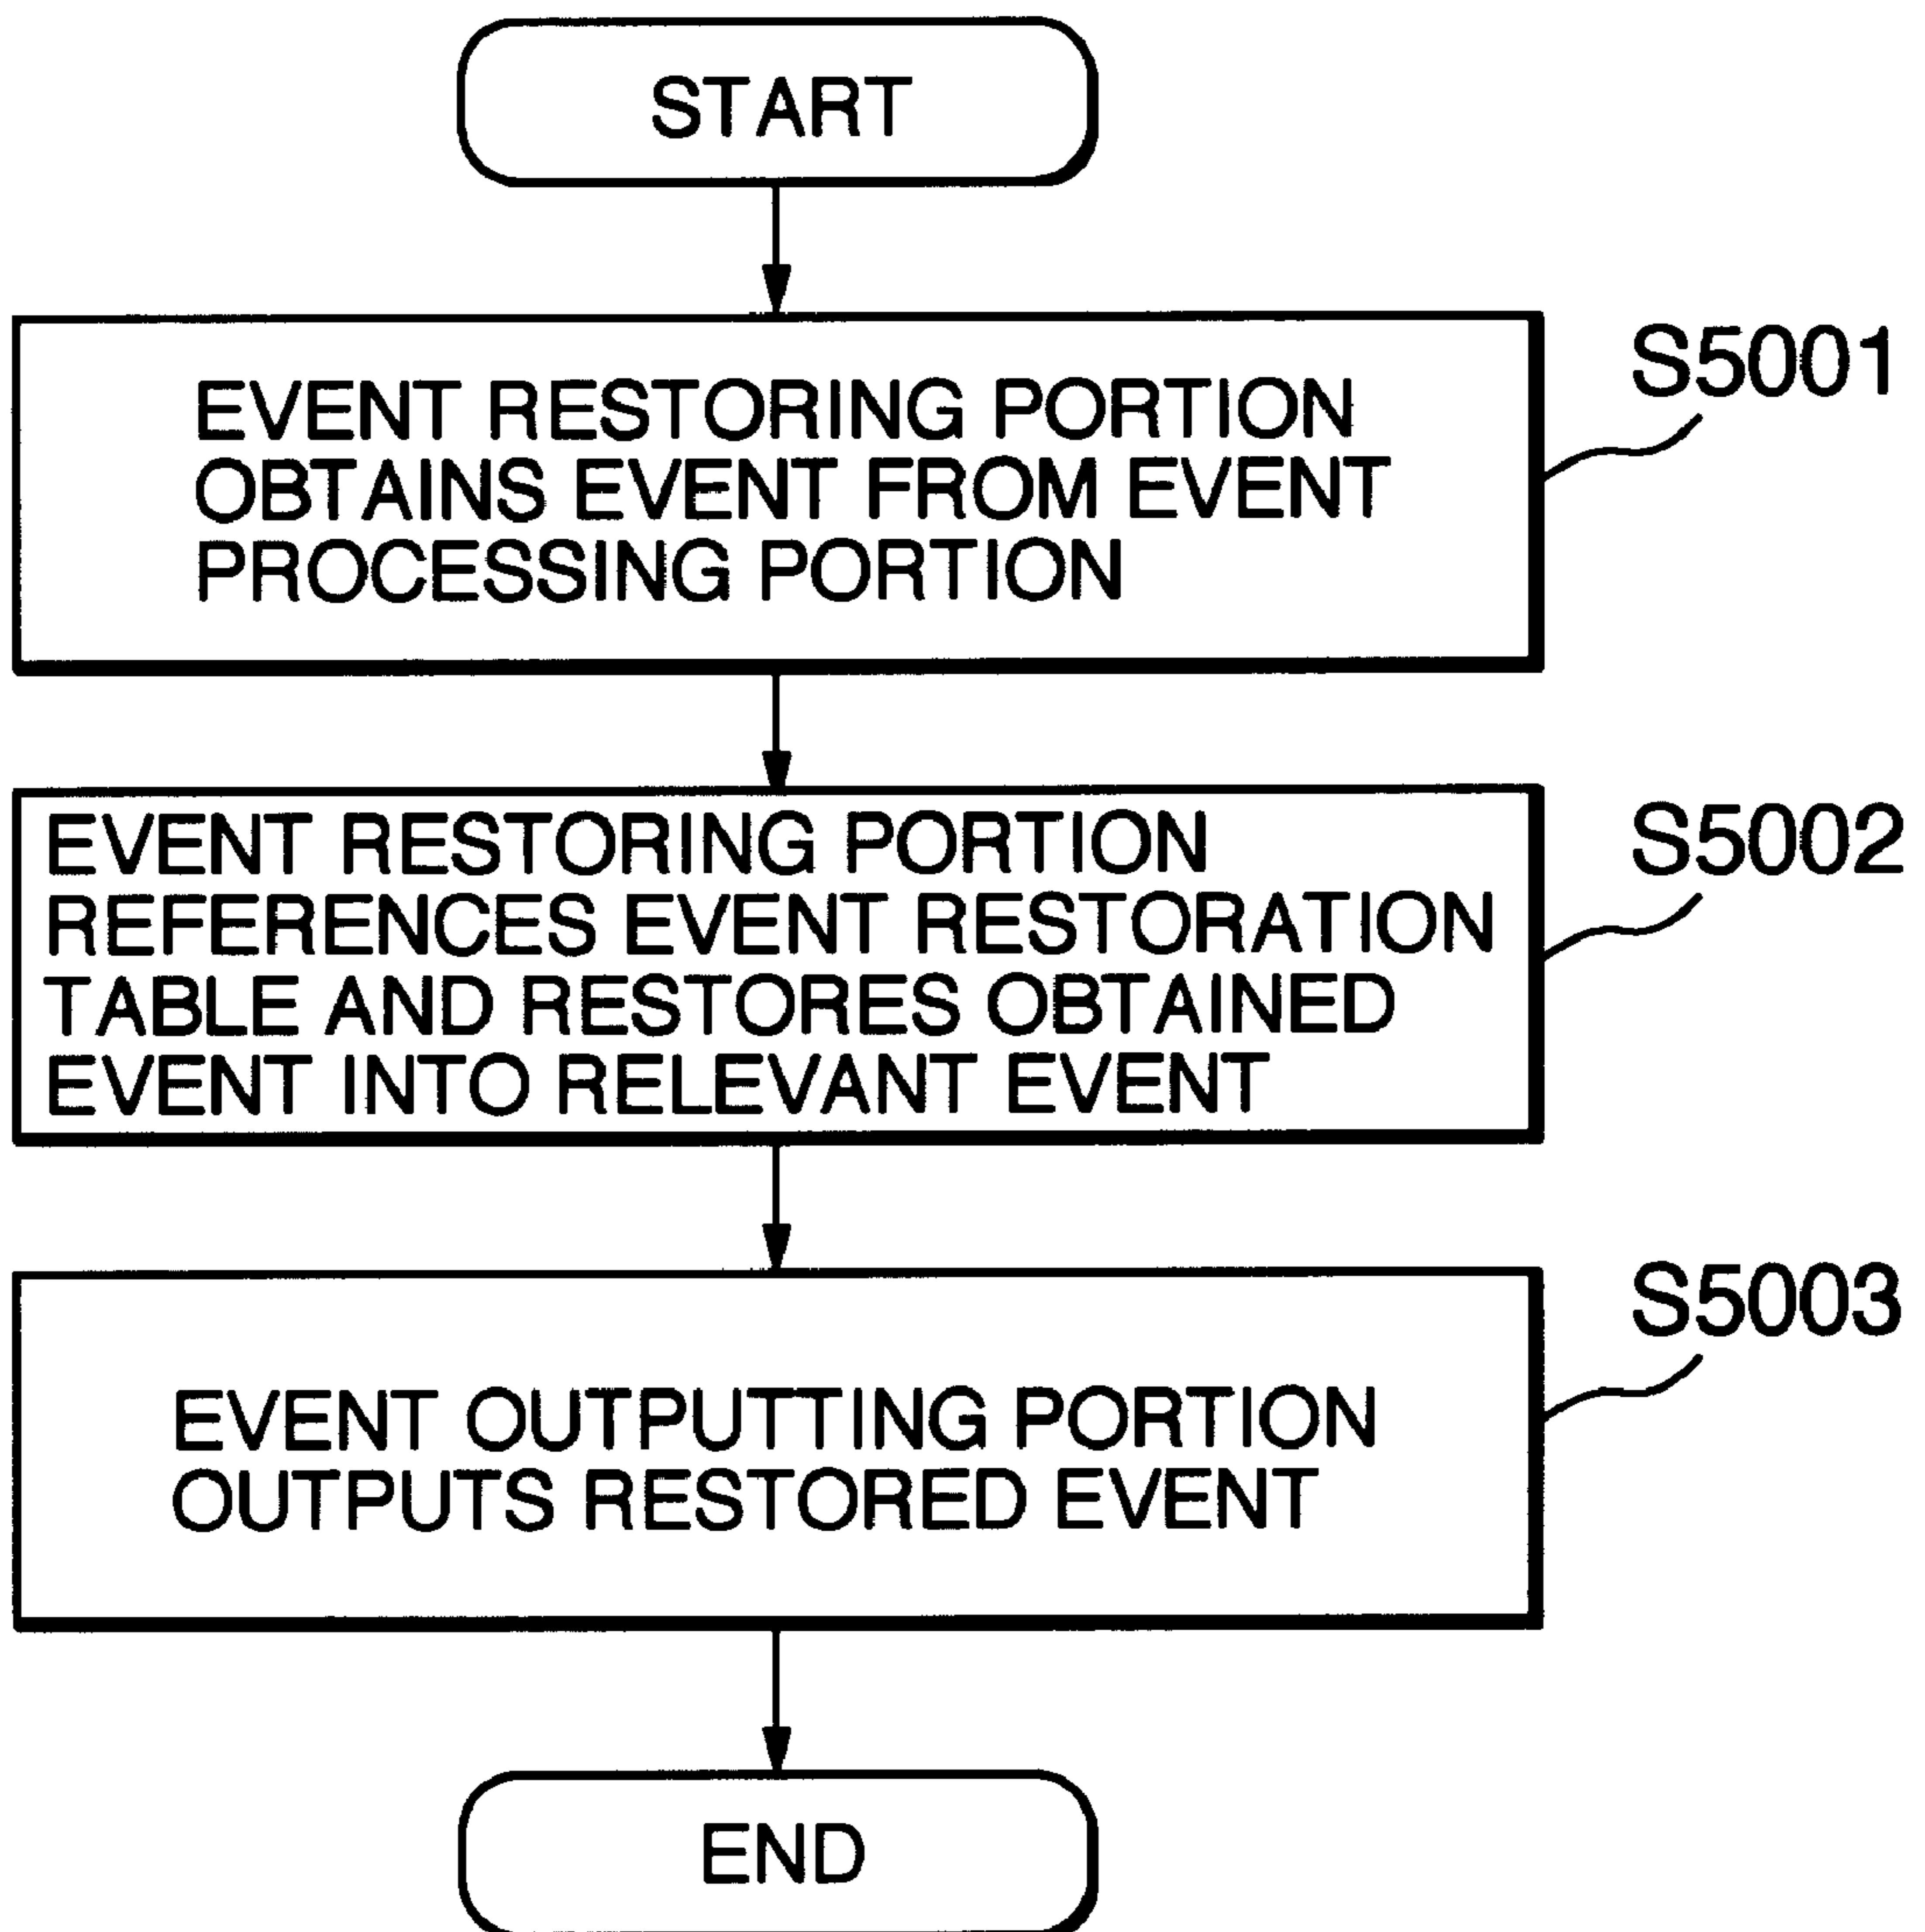 START
S5001
EVENT RESTORING PORTION
OBTAINS EVENT FROM EVENT
PROCESSING PORTION
S5002
EVENT RESTORING PORTION
REFERENCES EVENT RESTORATION
TABLE AND RESTORES OBTAINED
EVENT INTO RELEVANT EVENT
S5003
EVENT OUTPUTTING PORTION
OUTPUTS RESTORED EVENT
END